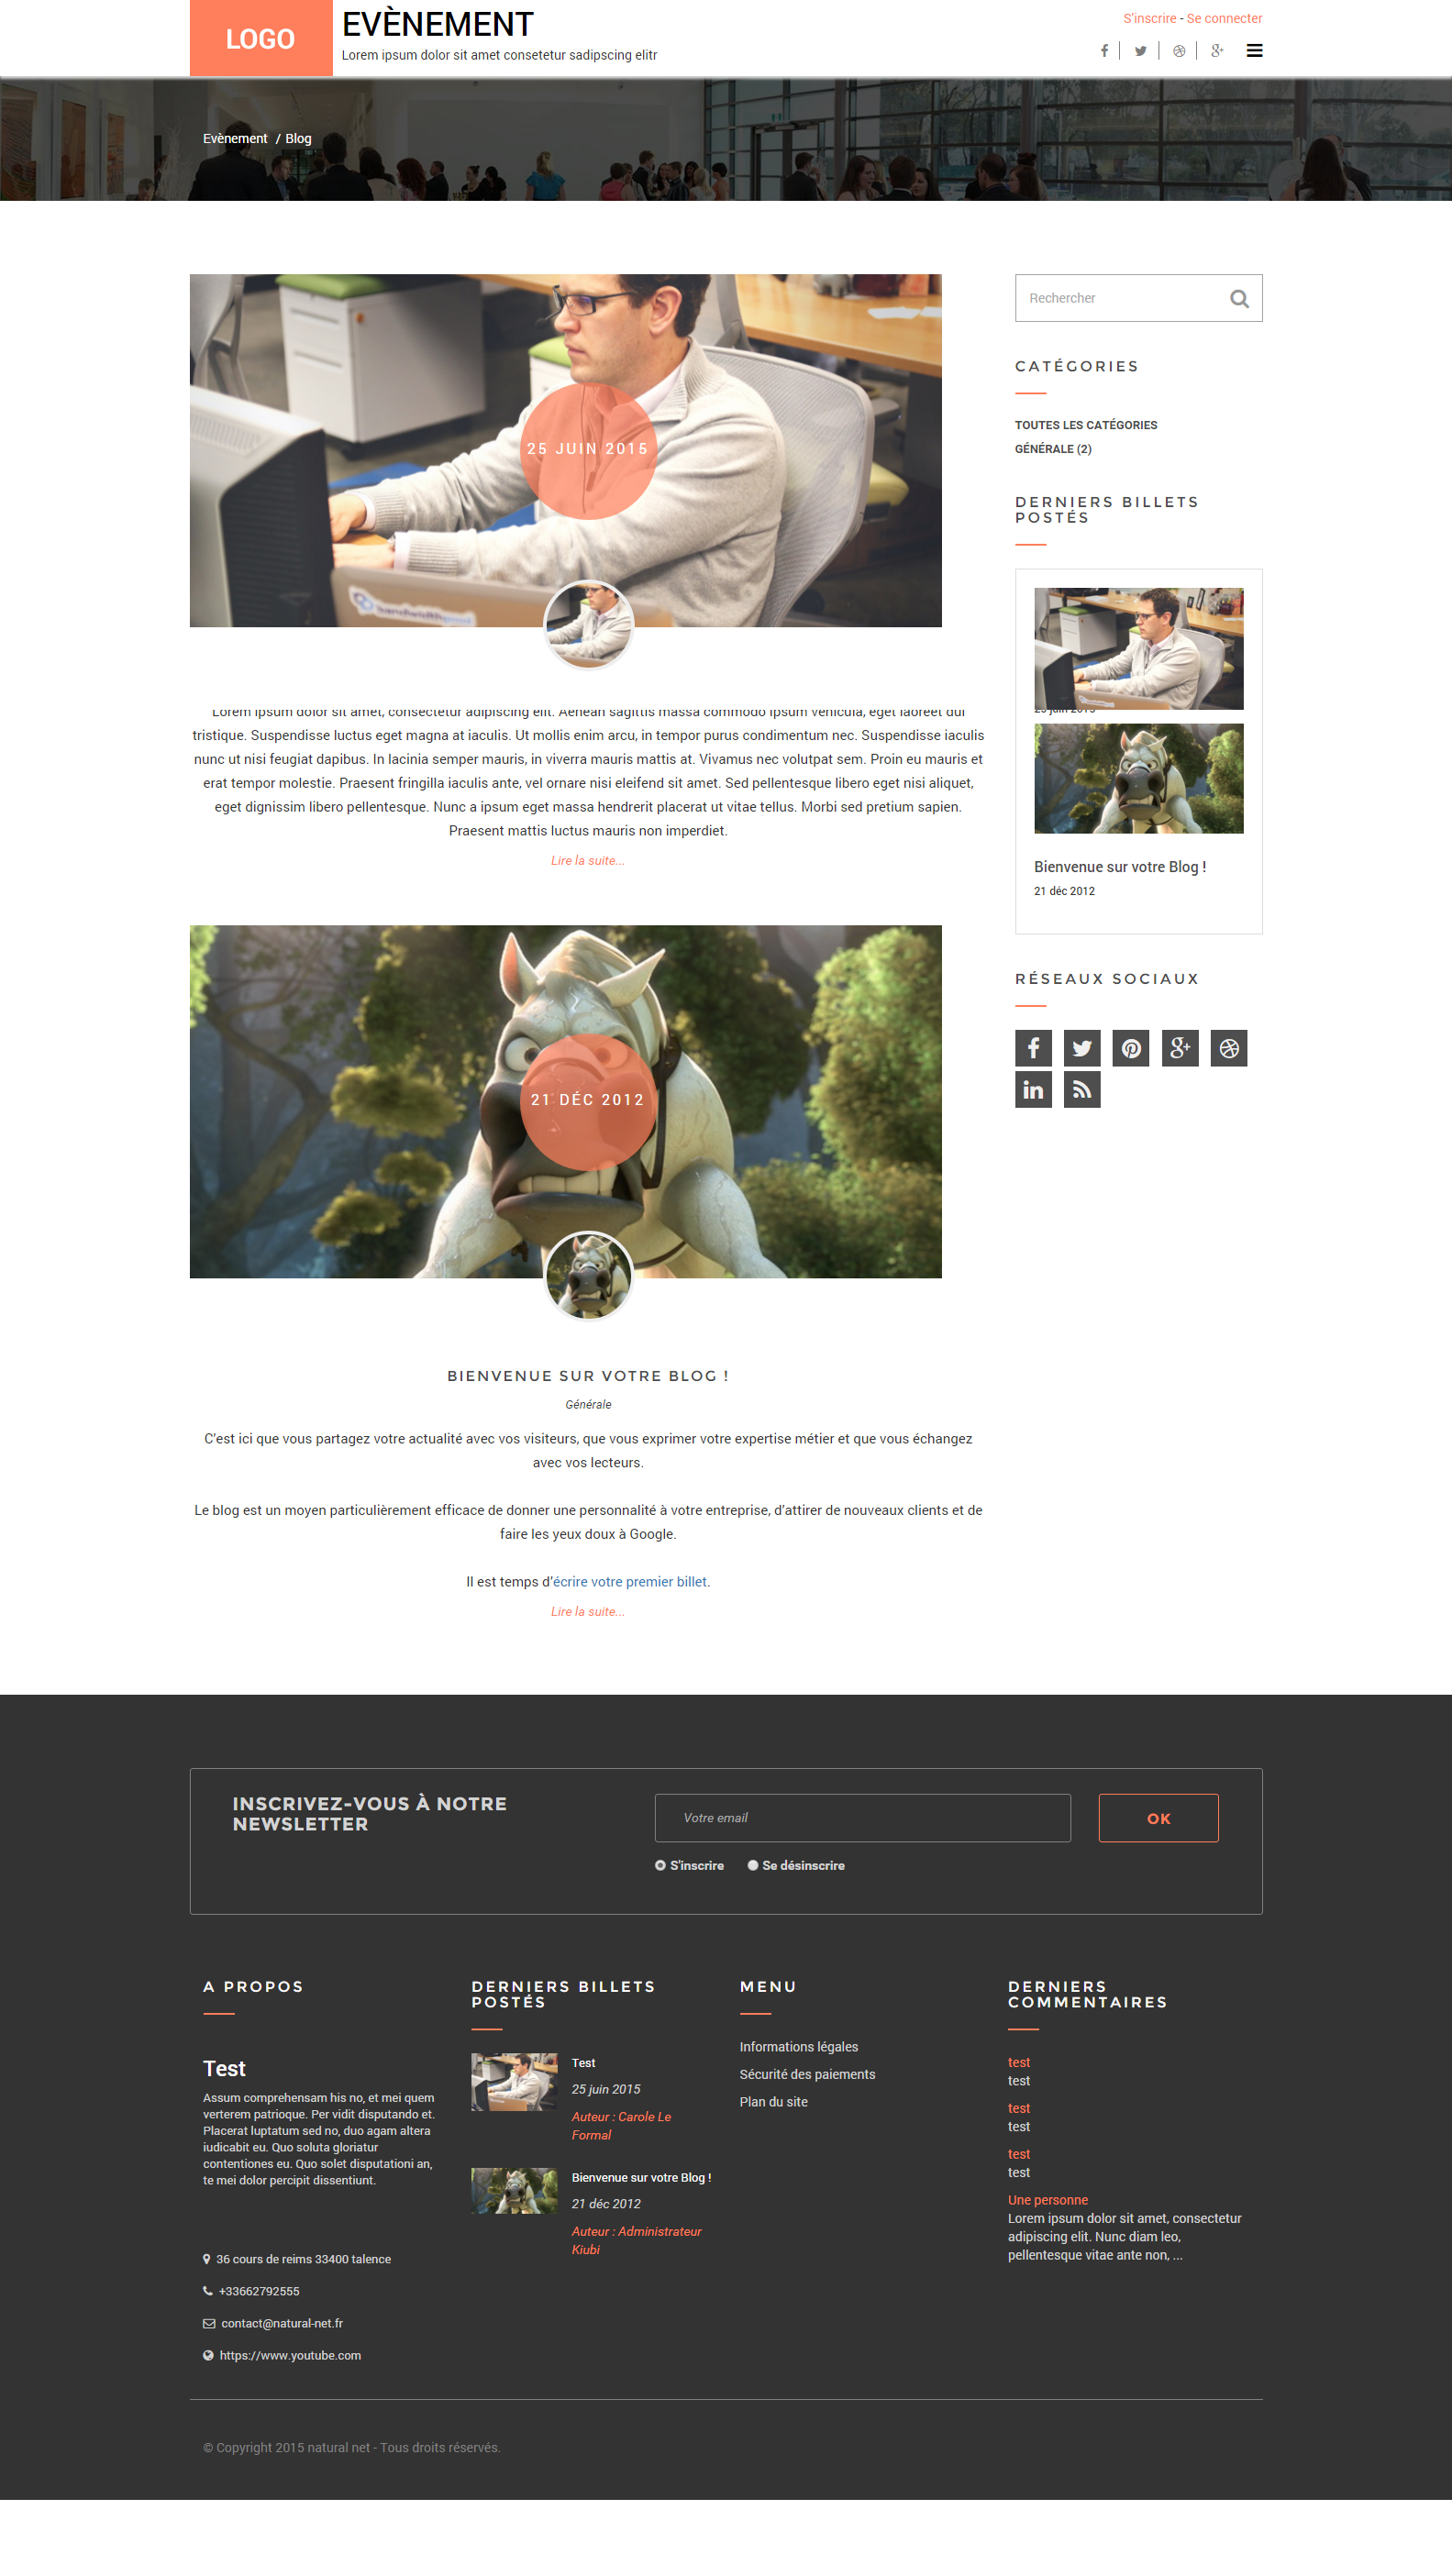 LOGO
EVÈNEMENT
Lorem ipsum dolor sit amet consetetur sadipscing elitr
S'inscrire - Se connecter
Evènement / Blog
25 JUIN 2015
Lorem ipsum dolor sit amet, consectetur adipiscing elit. Aenean sagittis massa commodo ipsum vehicula, eget laoreet dui
tristique. Suspendisse luctus eget magna at iaculis. Ut mollis enim arcu, in tempor purus condimentum nec. Suspendisse iaculis
nunc ut nisi feugiat dapibus. In lacinia semper mauris, in viverra mauris mattis at. Vivamus nec volutpat sem. Proin eu mauris et
erat tempor molestie. Praesent fringilla iaculis ante, vel ornare nisi eleifend sit amet. Sed pellentesque libero eget nisi aliquet,
eget dignissim libero pellentesque. Nunc a ipsum eget massa hendrerit placerat ut vitae tellus. Morbi sed pretium sapien.
Praesent mattis luctus mauris non imperdiet.
Lire la suite...
21 DÉC 2012
BIENVENUE SUR VOTRE BLOG !
Générale
C'est ici que vous partagez votre actualité avec vos visiteurs, que vous exprimer votre expertise métier et que vous échangez
avec vos lecteurs.
Le blog est un moyen particulièrement efficace de donner une personnalité à votre entreprise, d'attirer de nouveaux clients et de
faire les yeux doux à Google.
Il est temps d'écrire votre premier billet.
Lire la suite...
Rechercher
CATÉGORIES
TOUTES LES CATÉGORIES
GÉNÉRALE (2)
DERNIERS BILLETS
POSTÉS
25 juin 2015
Bienvenue sur votre Blog !
21 déc 2012
RÉSEAUX SOCIAUX
INSCRIVEZ-VOUS À NOTRE
NEWSLETTER
Votre email
OK
S'inscrire
Se désinscrire
A PROPOS
Test
Assum comprehensam his no, et mei quem
verterem patrioque. Per vidit disputando et.
Placerat luptatum sed no, duo agam altera
iudicabit eu. Quo soluta gloriatur
contentiones eu. Quo solet disputationi an,
te mei dolor percipit dissentiunt.
36 cours de reims 33400 talence
+33662792555
contact@natural-net.fr
https://www.youtube.com
DERNIERS BILLETS
POSTÉS
Test
25 juin 2015
Auteur : Carole Le
Formal
Bienvenue sur votre Blog !
21 déc 2012
Auteur : Administrateur
Kiubi
MENU
Informations légales
Sécurité des paiements
Plan du site
DERNIERS
COMMENTAIRES
test
test
test
test
test
test
Une personne
Lorem ipsum dolor sit amet, consectetur
adipiscing elit. Nunc diam leo,
pellentesque vitae ante non, ...
© Copyright 2015 natural net - Tous droits réservés.